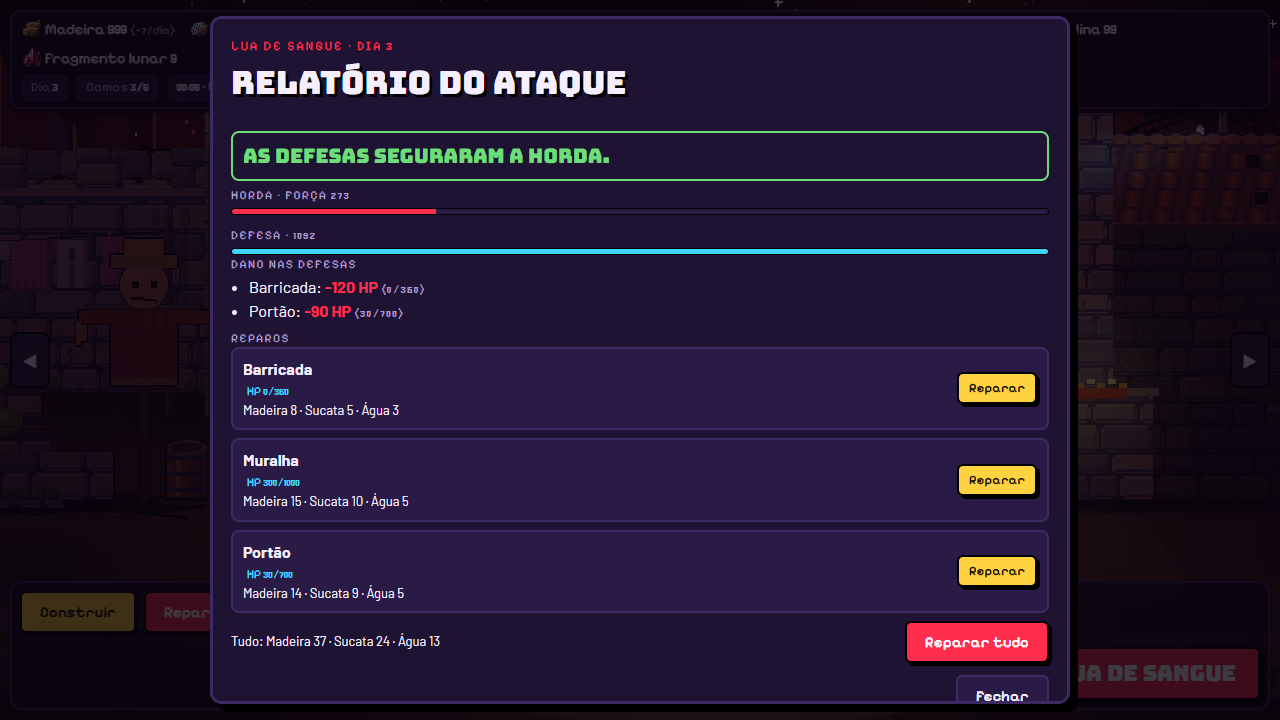 Madeira 999 (-7/dia)
Fragmento lunar 9
Dia 3 Damas 3/6
LUA DE SANGUE · DIA 3
RELATÓRIO DO ATAQUE
AS DEFESAS SEGURARAM A HORDA.
HORDA · FORÇA 273
DEFESA · 1092
DANO NAS DEFESAS
• Barricada: -120 HP (0/360)
• Portão: -90 HP (30/700)
REPAROS
Barricada
HP 0/360
Madeira 8 · Sucata 5 · Água 3
Reparar
Muralha
HP 300/1000
Madeira 15 · Sucata 10 · Água 5
Reparar
Portão
HP 30/700
Madeira 14 · Sucata 9 · Água 5
Reparar
Tudo: Madeira 37 · Sucata 24 · Água 13
Reparar tudo
Fechar
Construir
DE SANGUE